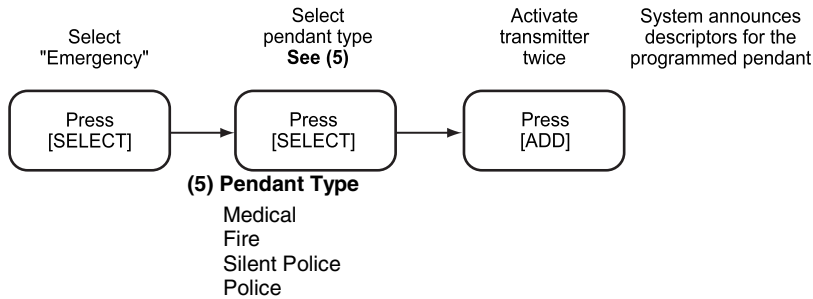 Select
"Emergency"
Select
pendant type
See (5)
Activate
transmitter
twice
System announces
descriptors for the
programmed pendant
Press
[SELECT]
Press
[SELECT]
Press
[ADD]
(5) Pendant Type
Medical
Fire
Silent Police
Police